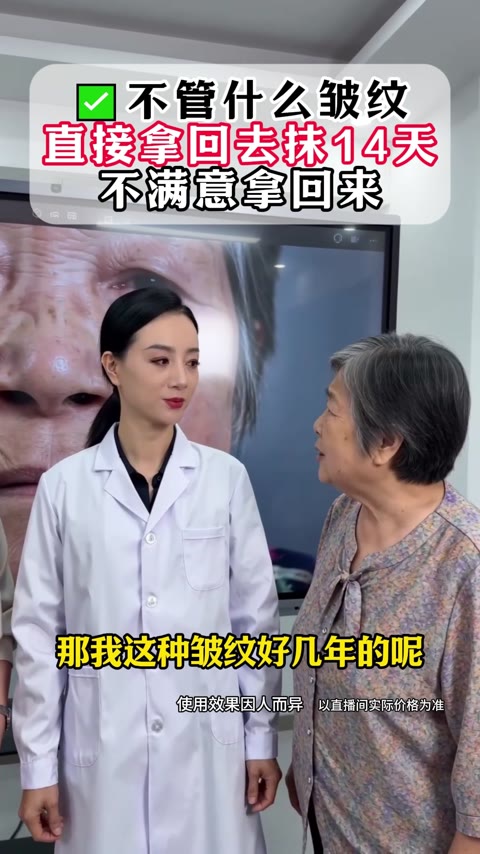 ✅不管什么皱纹
直接拿回去抹14天
不满意拿回来
那我这种皱纹好几年的呢
使用效果因人而异 以直播间实际价格为准